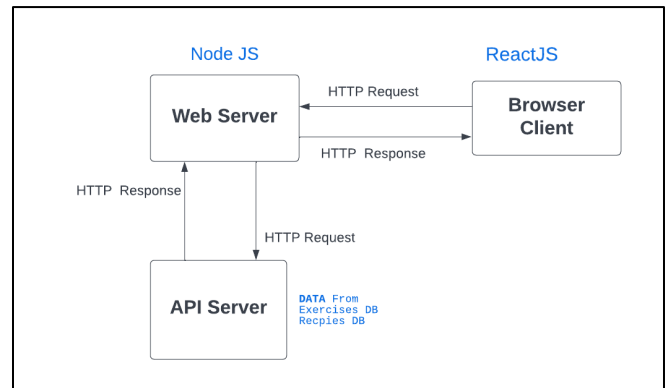 Node JS
ReactJS
Web Server
HTTP Request
Browser
Client
HTTP Response
HTTP Response
HTTP Request
API Server
DATA From
Exercises DB
Recpies DB